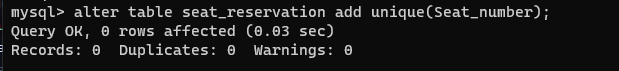 mysql> alter table seat_reservation add unique(Seat_number);
Query OK, 0 rows affected (0.03 sec)
Records: 0  Duplicates: 0  Warnings: 0